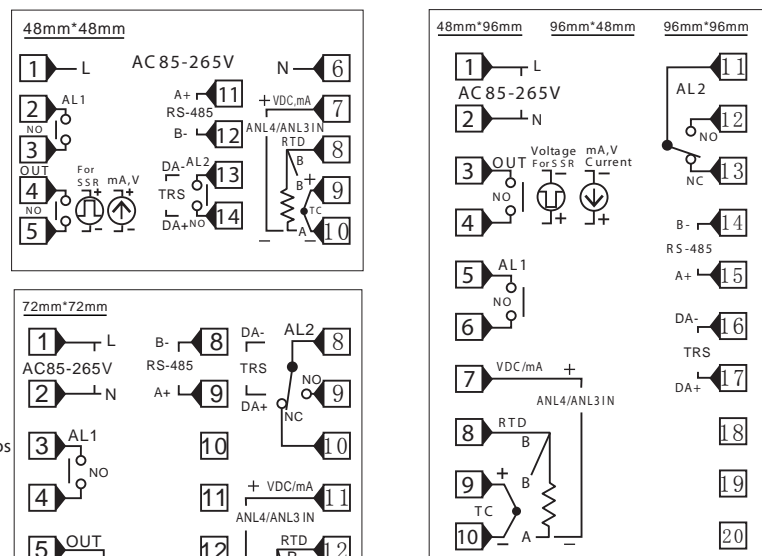 48mm*48mm
1 L AC 85-265V N 6
A+ 11 + VDC,mA 7
2 AL1 RS-485
NO B- 12 ANL4/ANL3 IN
3 RTD 8
OUT For SSR mA,V DA- AL2 13 B
4 + + TRS B + 9
NO TC
5 - - DA+ NO 14 - A - 10
72mm*72mm
1 L B- 8 DA- AL2 8
AC85-265V RS-485 TRS
2 N A+ 9 DA+ NO 9
NC
3 AL1 10 10
NO
4 11 + VDC/mA 11
ANL4/ANL3 IN
5 OUT 12 RTD 12
B
os
48mm*96mm 96mm*48mm 96mm*96mm
1 L 11
AC 85-265V AL2
2 N 12
NO
Voltage mA,V
3 OUT For SSR Current 13
NO - - NC
4 + + B- 14
RS-485
5 AL1 A+ 15
NO
6 DA- 16
TRS
7 VDC/mA + DA+ 17
ANL4/ANL3 IN
8 RTD 18
B
9 + B 19
TC
10 - A - 20